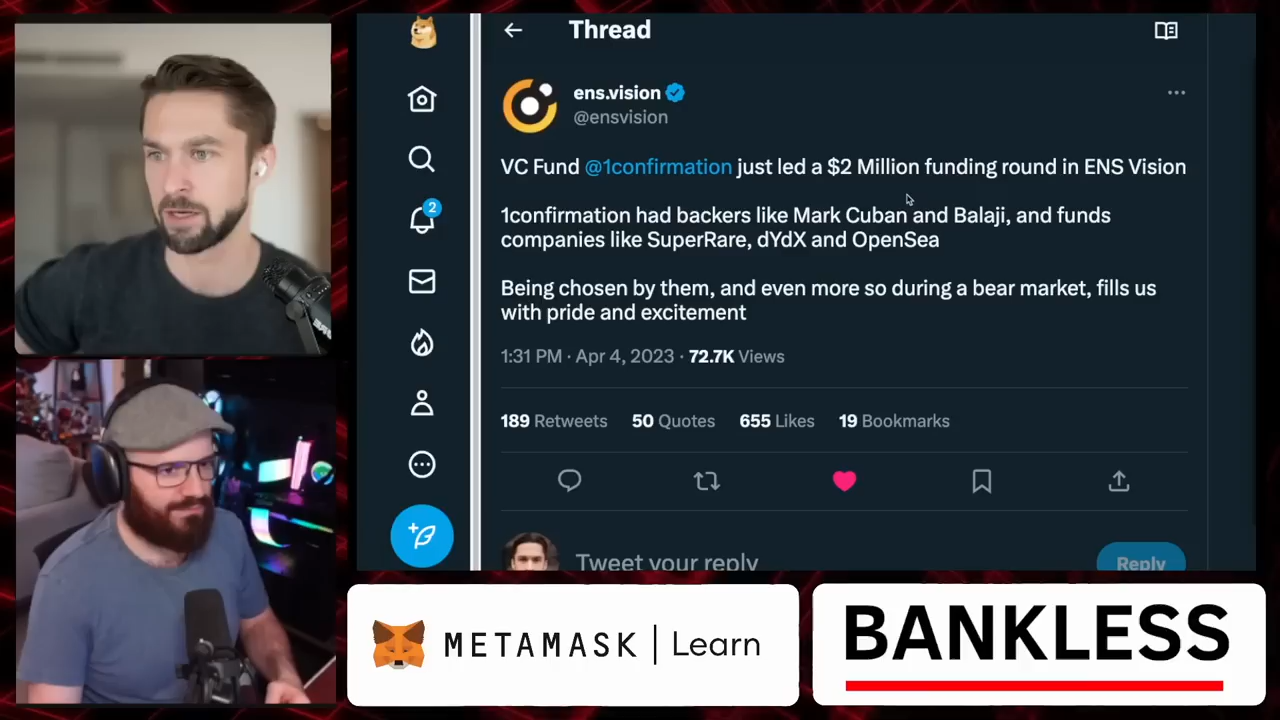 Thread
ens.vision
@ensvision
VC Fund @1confirmation just led a $2 Million funding round in ENS Vision
1confirmation had backers like Mark Cuban and Balaji, and funds
companies like SuperRare, dYdX and OpenSea
Being chosen by them, and even more so during a bear market, fills us
with pride and excitement
1:31 PM · Apr 4, 2023 · 72.7K Views
189 Retweets 50 Quotes 655 Likes 19 Bookmarks
2
Tweet your reply
Reply
METAMASK | Learn
BANKLESS